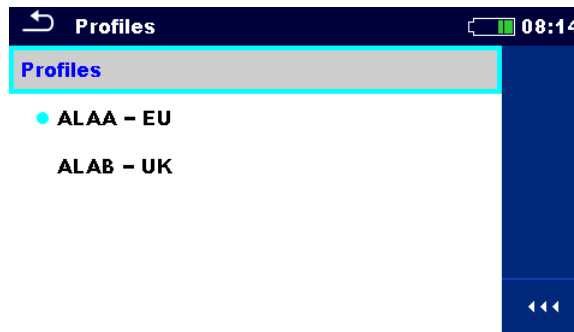 Profiles
08:14
Profiles
ALAA – EU
ALAB – UK